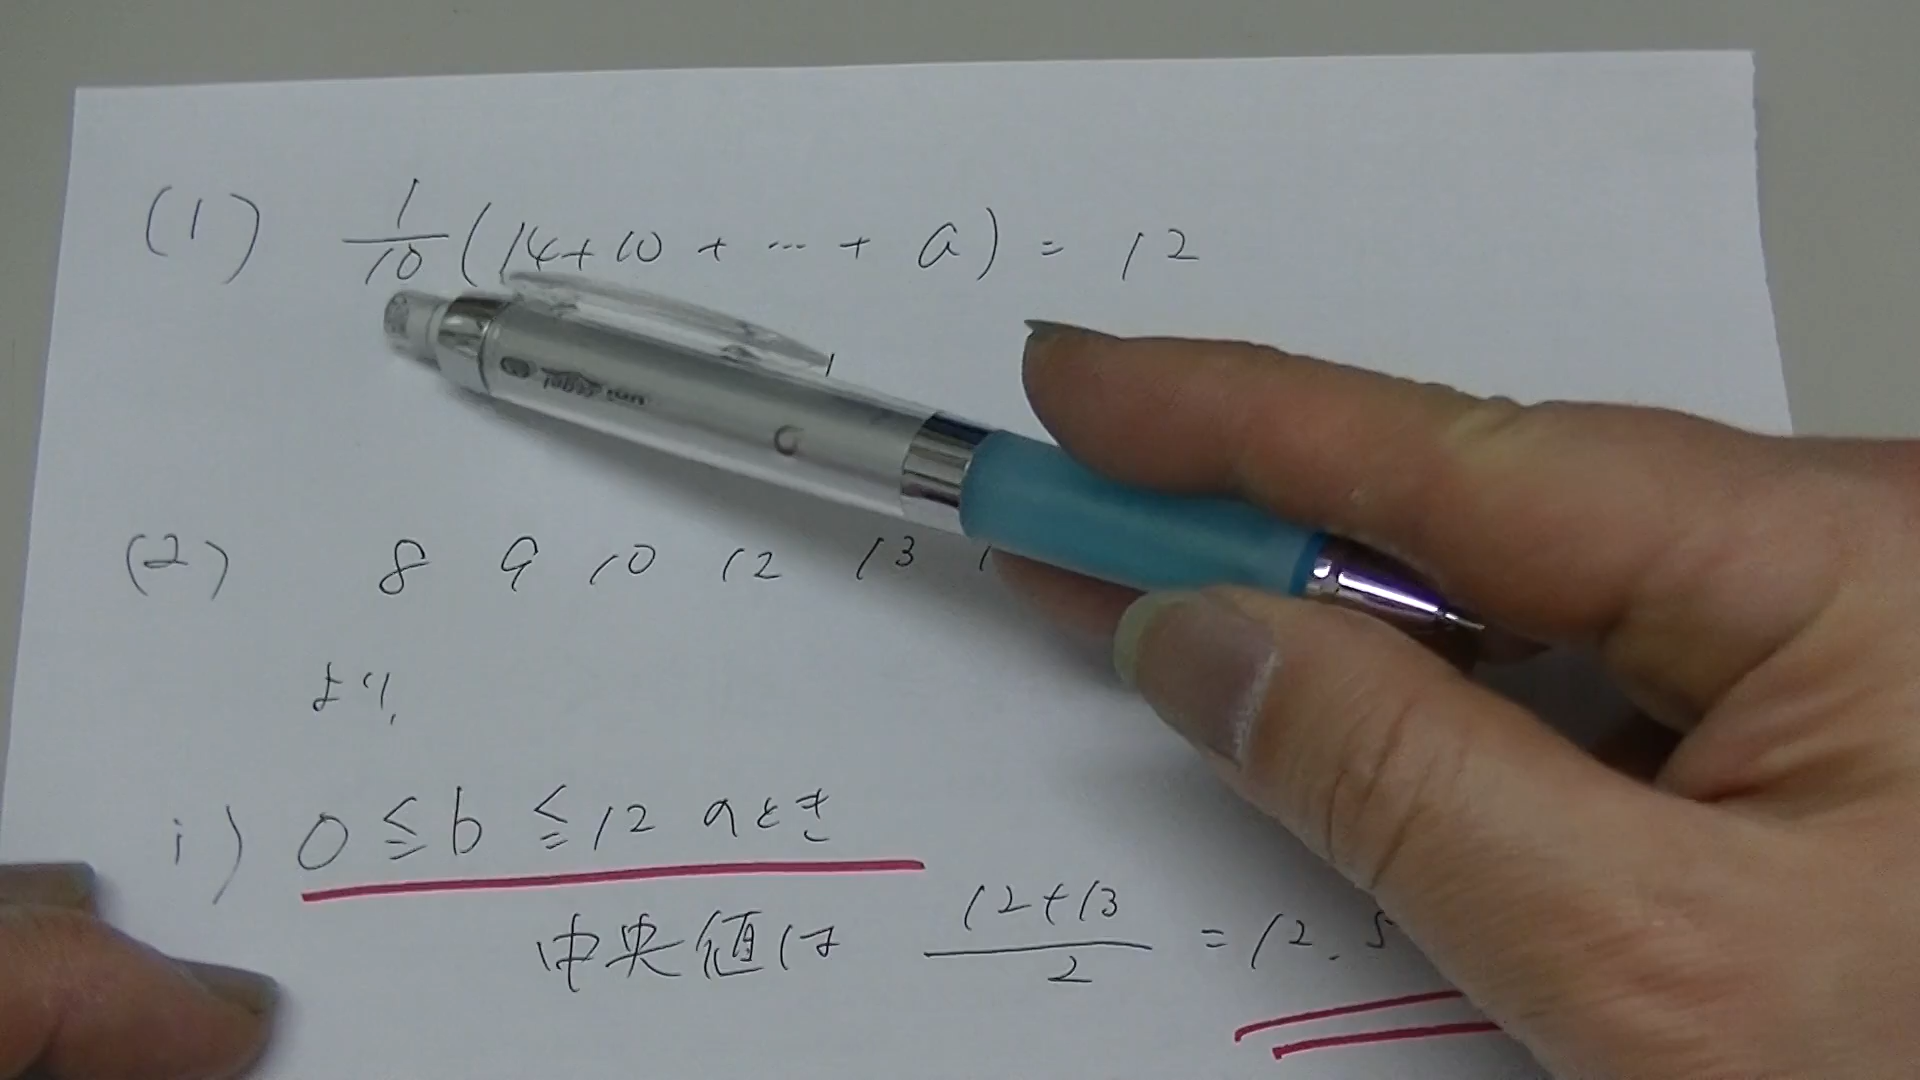 (1) 1/10 (14+10 + … + a) = 12
(2) 8 9 10 12 13
より,
i) 0 ≦ b ≦ 12 のとき
中央値は (12+13)/2 = 12.5